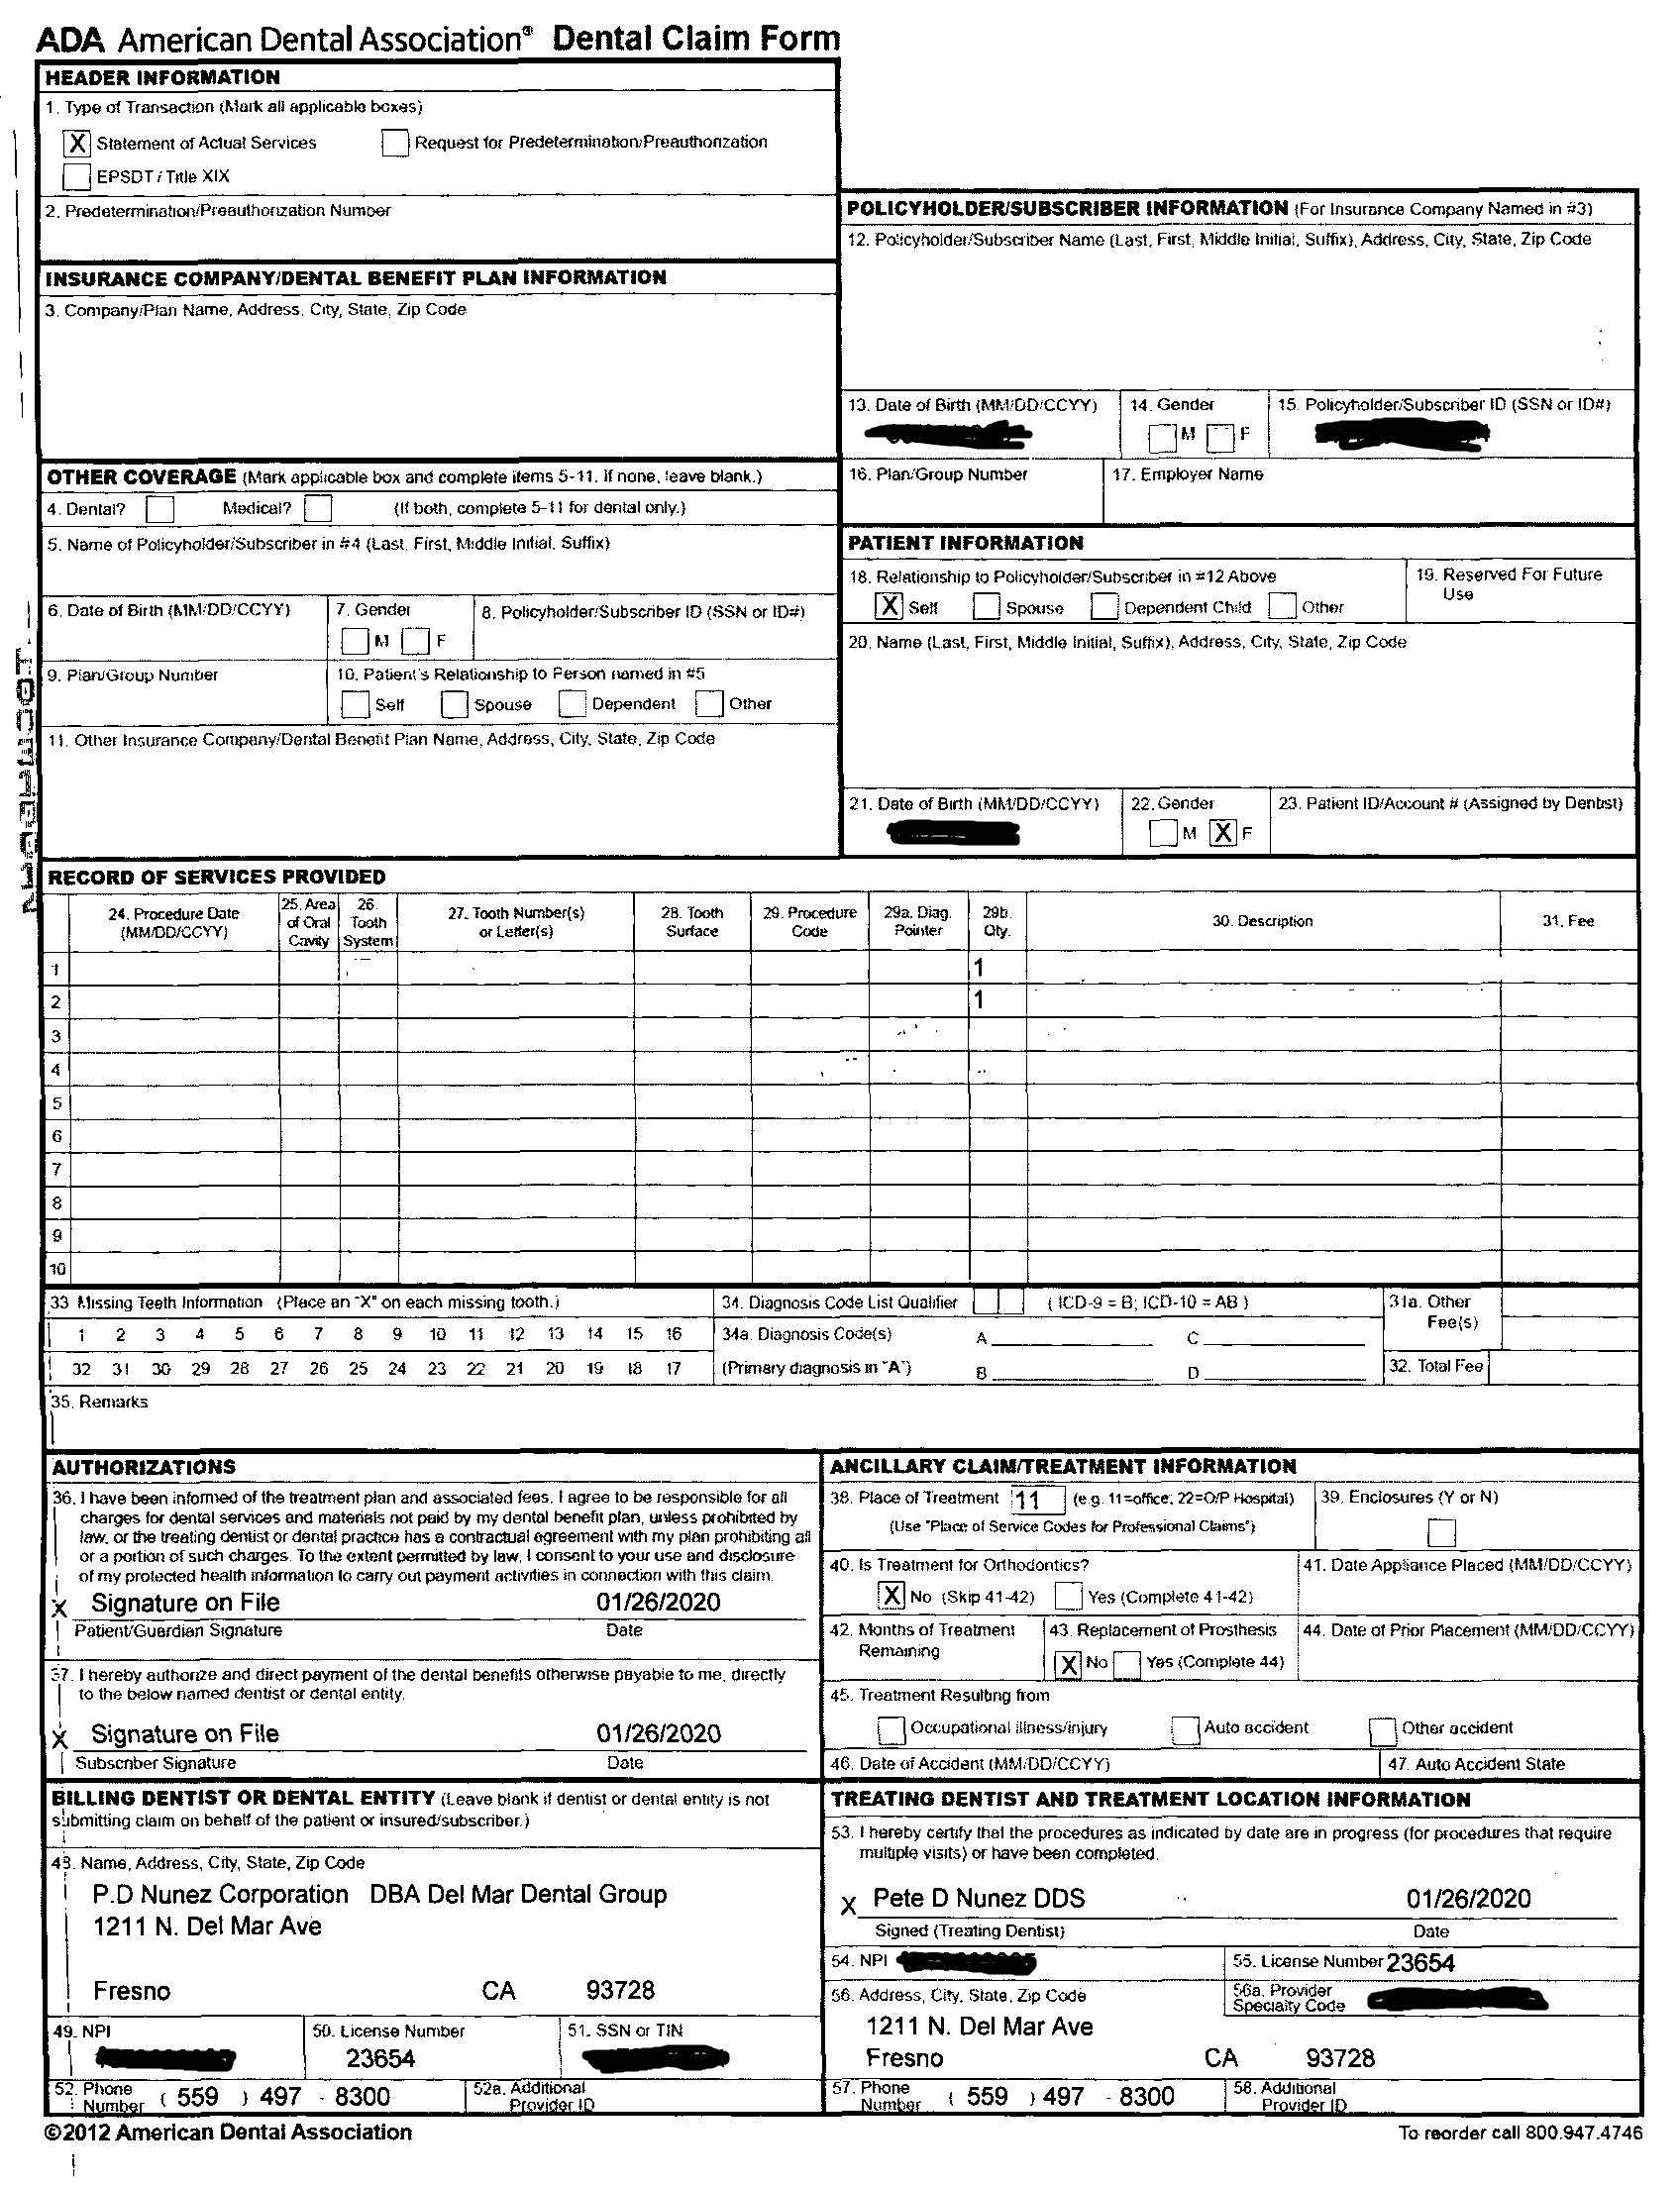 ADA American Dental Association® Dental Claim Form
HEADER INFORMATION
1. Type of Transaction (Mark all applicable boxes)
X Statement of Actual Services Request for Predetermination/Preauthorization
EPSDT / Title XIX
2. Predetermination/Preauthorization Number
INSURANCE COMPANY/DENTAL BENEFIT PLAN INFORMATION
3. Company/Plan Name, Address, City, State, Zip Code
OTHER COVERAGE (Mark applicable box and complete items 5-11. If none, leave blank.)
4. Dental? Medical? (If both, complete 5-11 for dental only.)
5. Name of Policyholder/Subscriber in #4 (Last, First, Middle Initial, Suffix)
6. Date of Birth (MM/DD/CCYY) 7. Gender 8. Policyholder/Subscriber ID (SSN or ID#)
M F
9. Plan/Group Number 10. Patient's Relationship to Person named in #5
Self Spouse Dependent Other
11. Other Insurance Company/Dental Benefit Plan Name, Address, City, State, Zip Code
POLICYHOLDER/SUBSCRIBER INFORMATION (For Insurance Company Named in #3)
12. Policyholder/Subscriber Name (Last, First, Middle Initial, Suffix), Address, City, State, Zip Code
13. Date of Birth (MM/DD/CCYY) 14. Gender 15. Policyholder/Subscriber ID (SSN or ID#)
M F
16. Plan/Group Number 17. Employer Name
PATIENT INFORMATION
18. Relationship to Policyholder/Subscriber in #12 Above 19. Reserved For Future
Use
X Self Spouse Dependent Child Other
20. Name (Last, First, Middle Initial, Suffix), Address, City, State, Zip Code
21. Date of Birth (MM/DD/CCYY) 22. Gender 23. Patient ID/Account # (Assigned by Dentist)
M X F
RECORD OF SERVICES PROVIDED
24. Procedure Date (MM/DD/CCYY) 25. Area of Oral Cavity 26. Tooth System 27. Tooth Number(s) or Letter(s) 28. Tooth Surface 29. Procedure Code 29a. Diag. Pointer 29b. Qty. 30. Description 31. Fee
1 1
2 1
3
4
5
6
7
8
9
10
33 Missing Teeth Information (Place an "X" on each missing tooth.) 34. Diagnosis Code List Qualifier ( ICD-9 = B; ICD-10 = AB ) 31a. Other Fee(s)
1 2 3 4 5 6 7 8 9 10 11 12 13 14 15 16 34a. Diagnosis Code(s) A C
32 31 30 29 28 27 26 25 24 23 22 21 20 19 18 17 (Primary diagnosis in "A") B D 32. Total Fee
35. Remarks
AUTHORIZATIONS
36. I have been informed of the treatment plan and associated fees. I agree to be responsible for all
charges for dental services and materials not paid by my dental benefit plan, unless prohibited by
law, or the treating dentist or dental practice has a contractual agreement with my plan prohibiting all
or a portion of such charges. To the extent permitted by law, I consent to your use and disclosure
of my protected health information to carry out payment activities in connection with this claim.
X Signature on File 01/26/2020
Patient/Guardian Signature Date
37. I hereby authorize and direct payment of the dental benefits otherwise payable to me, directly
to the below named dentist or dental entity.
X Signature on File 01/26/2020
Subscriber Signature Date
ANCILLARY CLAIM/TREATMENT INFORMATION
38. Place of Treatment 11 (e.g. 11=office; 22=O/P Hospital) 39. Enclosures (Y or N)
(Use "Place of Service Codes for Professional Claims")
40. Is Treatment for Orthodontics? 41. Date Appliance Placed (MM/DD/CCYY)
X No (Skip 41-42) Yes (Complete 41-42)
42. Months of Treatment Remaining 43. Replacement of Prosthesis 44. Date of Prior Placement (MM/DD/CCYY)
X No Yes (Complete 44)
45. Treatment Resulting from
Occupational illness/injury Auto accident Other accident
46. Date of Accident (MM/DD/CCYY) 47. Auto Accident State
BILLING DENTIST OR DENTAL ENTITY (Leave blank if dentist or dental entity is not
submitting claim on behalf of the patient or insured/subscriber.)
48. Name, Address, City, State, Zip Code
P.D Nunez Corporation DBA Del Mar Dental Group
1211 N. Del Mar Ave
Fresno CA 93728
49. NPI 50. License Number 51. SSN or TIN
23654
52. Phone Number ( 559 ) 497 - 8300 52a. Additional Provider ID
TREATING DENTIST AND TREATMENT LOCATION INFORMATION
53. I hereby certify that the procedures as indicated by date are in progress (for procedures that require
multiple visits) or have been completed.
X Pete D Nunez DDS 01/26/2020
Signed (Treating Dentist) Date
54. NPI 55. License Number 23654
56. Address, City, State, Zip Code 56a. Provider Specialty Code
1211 N. Del Mar Ave
Fresno CA 93728
57. Phone Number ( 559 ) 497 - 8300 58. Additional Provider ID
©2012 American Dental Association To reorder call 800.947.4746